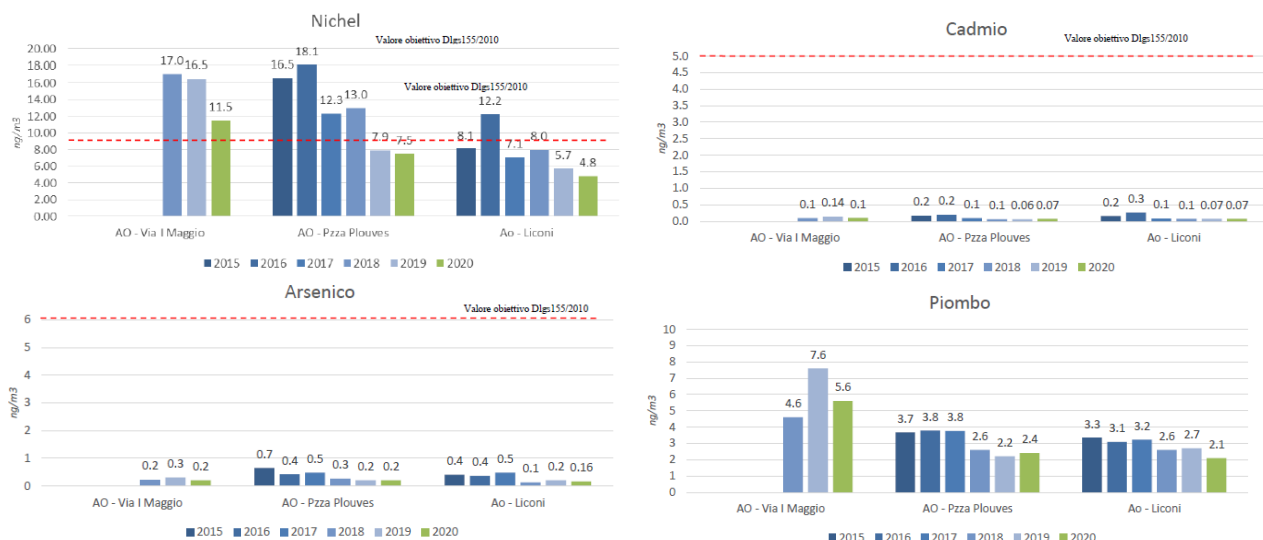 Nichel
Valore obiettivo Dlgs155/2010
Valore obiettivo Dlgs155/2010
ng/m3
20.00
18.00
16.00
14.00
12.00
10.00
8.00
6.00
4.00
2.00
0.00
17.0 16.5 11.5
16.5 18.1 12.3 13.0 7.9 7.5
8.1 12.2 7.1 8.0 5.7 4.8
AO - Via I Maggio AO - Pzza Plouves Ao - Liconi
2015 2016 2017 2018 2019 2020
Cadmio
Valore obiettivo Dlgs155/2010
ng/m3
5.0
4.5
4.0
3.5
3.0
2.5
2.0
1.5
1.0
0.5
0.0
0.1 0.14 0.1
0.2 0.2 0.1 0.1 0.06 0.07
0.2 0.3 0.1 0.1 0.07 0.07
AO - Via I Maggio AO - Pzza Plouves Ao - Liconi
2015 2016 2017 2018 2019 2020
Arsenico
Valore obiettivo Dlgs155/2010
ng/m3
6
5
4
3
2
1
0
0.2 0.3 0.2
0.7 0.4 0.5 0.3 0.2 0.2
0.4 0.4 0.5 0.1 0.2 0.16
AO - Via I Maggio AO - Pzza Plouves Ao - Liconi
2015 2016 2017 2018 2019 2020
Piombo
ng/m3
10
9
8
7
6
5
4
3
2
1
0
4.6 7.6 5.6
3.7 3.8 3.8 2.6 2.2 2.4
3.3 3.1 3.2 2.6 2.7 2.1
AO - Via I Maggio AO - Pzza Plouves Ao - Liconi
2015 2016 2017 2018 2019 2020